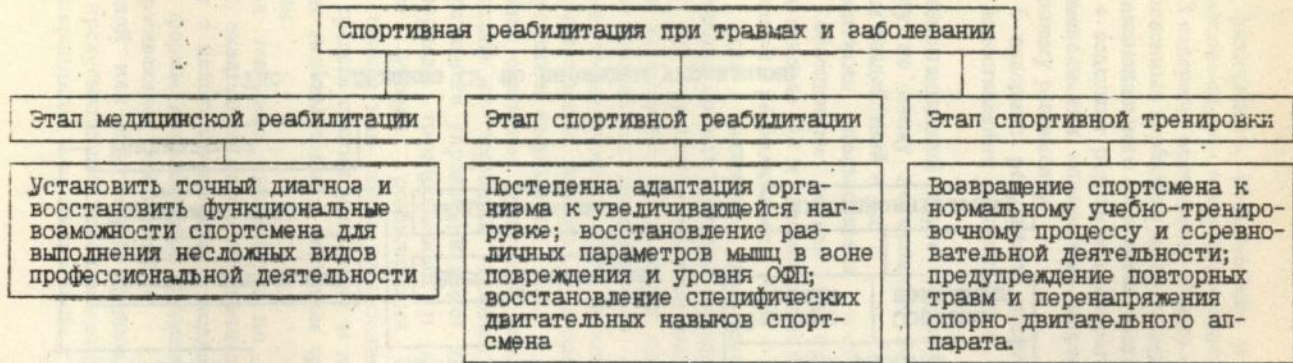 Спортивная реабилитация при травмах и заболевании
Этап медицинской реабилитации
Этап спортивной реабилитации
Этап спортивной тренировки
Установить точный диагноз и
восстановить функциональные
возможности спортсмена для
выполнения несложных видов
профессиональной деятельности
Постепенна адаптация орга-
низма к увеличивающейся наг-
рузке; восстановление раз-
личных параметров мышц в зоне
повреждения и уровня ОФП;
восстановление специфических
двигательных навыков спорт-
смена
Возвращение спортсмена к
нормальному учебно-трениро-
вочному процессу и соревно-
вательной деятельности;
предупреждение повторных
травм и перенапряжения
опорно-двигательного ап-
парата.